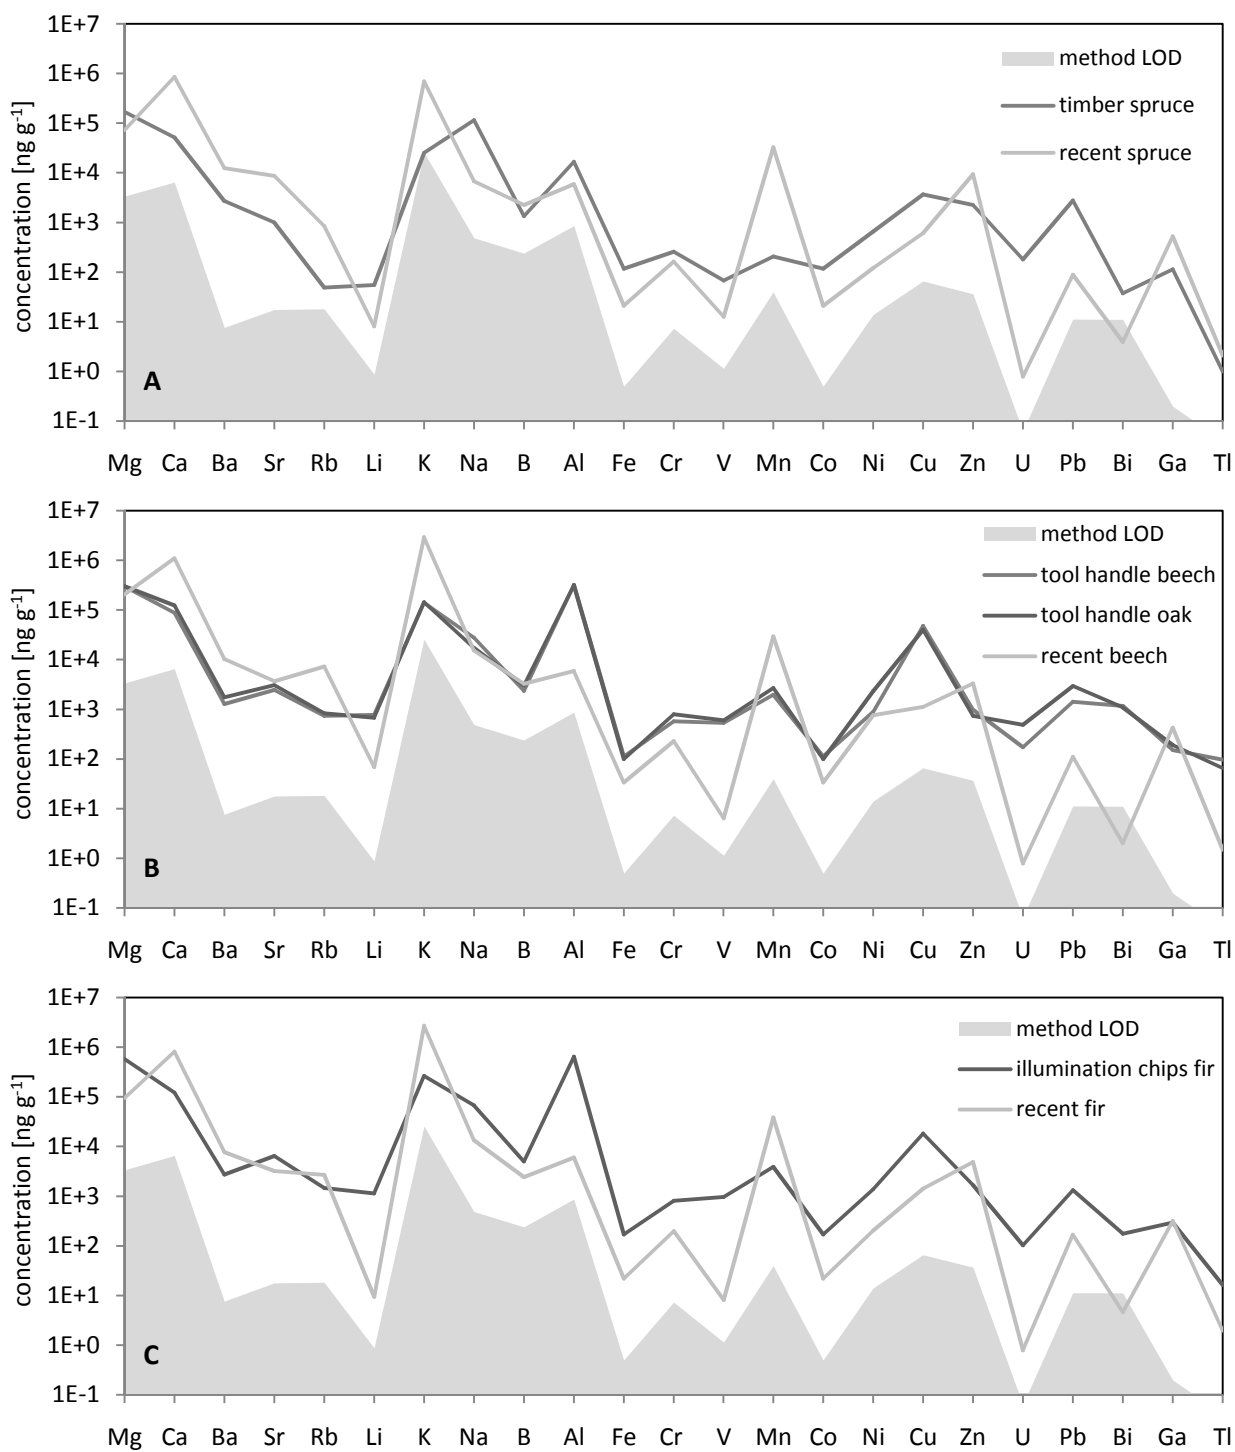 1E+7
1E+6
1E+5
1E+4
1E+3
1E+2
1E+1
1E+0
1E-1
concentration [ng g⁻¹]
method LOD
timber spruce
recent spruce
A
Mg Ca Ba Sr Rb Li K Na B Al Fe Cr V Mn Co Ni Cu Zn U Pb Bi Ga Tl
1E+7
1E+6
1E+5
1E+4
1E+3
1E+2
1E+1
1E+0
1E-1
concentration [ng g⁻¹]
method LOD
tool handle beech
tool handle oak
recent beech
B
Mg Ca Ba Sr Rb Li K Na B Al Fe Cr V Mn Co Ni Cu Zn U Pb Bi Ga Tl
1E+7
1E+6
1E+5
1E+4
1E+3
1E+2
1E+1
1E+0
1E-1
concentration [ng g⁻¹]
method LOD
illumination chips fir
recent fir
C
Mg Ca Ba Sr Rb Li K Na B Al Fe Cr V Mn Co Ni Cu Zn U Pb Bi Ga Tl